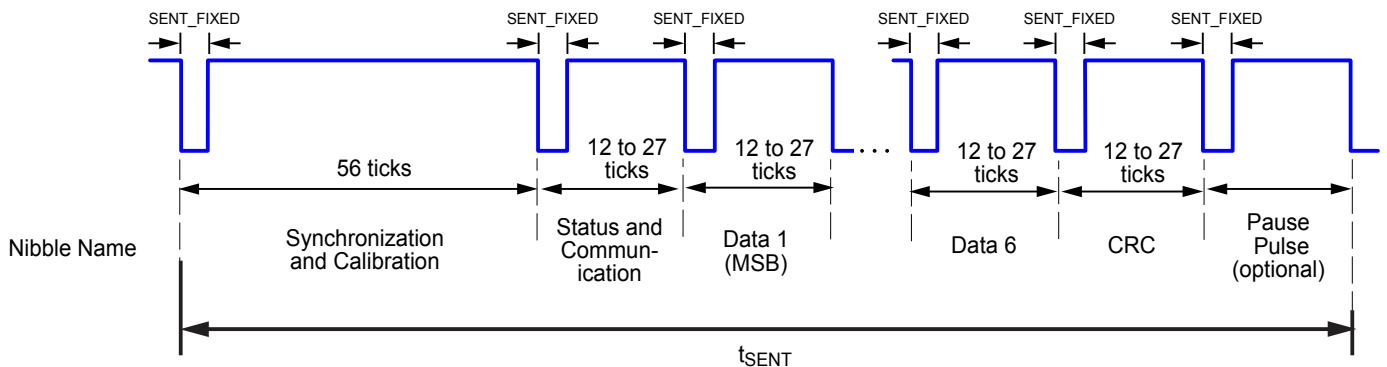 SENT_FIXED SENT_FIXED SENT_FIXED SENT_FIXED SENT_FIXED SENT_FIXED
56 ticks
12 to 27
ticks
12 to 27
ticks
. . .
12 to 27
ticks
12 to 27
ticks
Nibble Name
Synchronization
and Calibration
Status and
Commun-
ication
Data 1
(MSB)
Data 6
CRC
Pause
Pulse
(optional)
tSENT